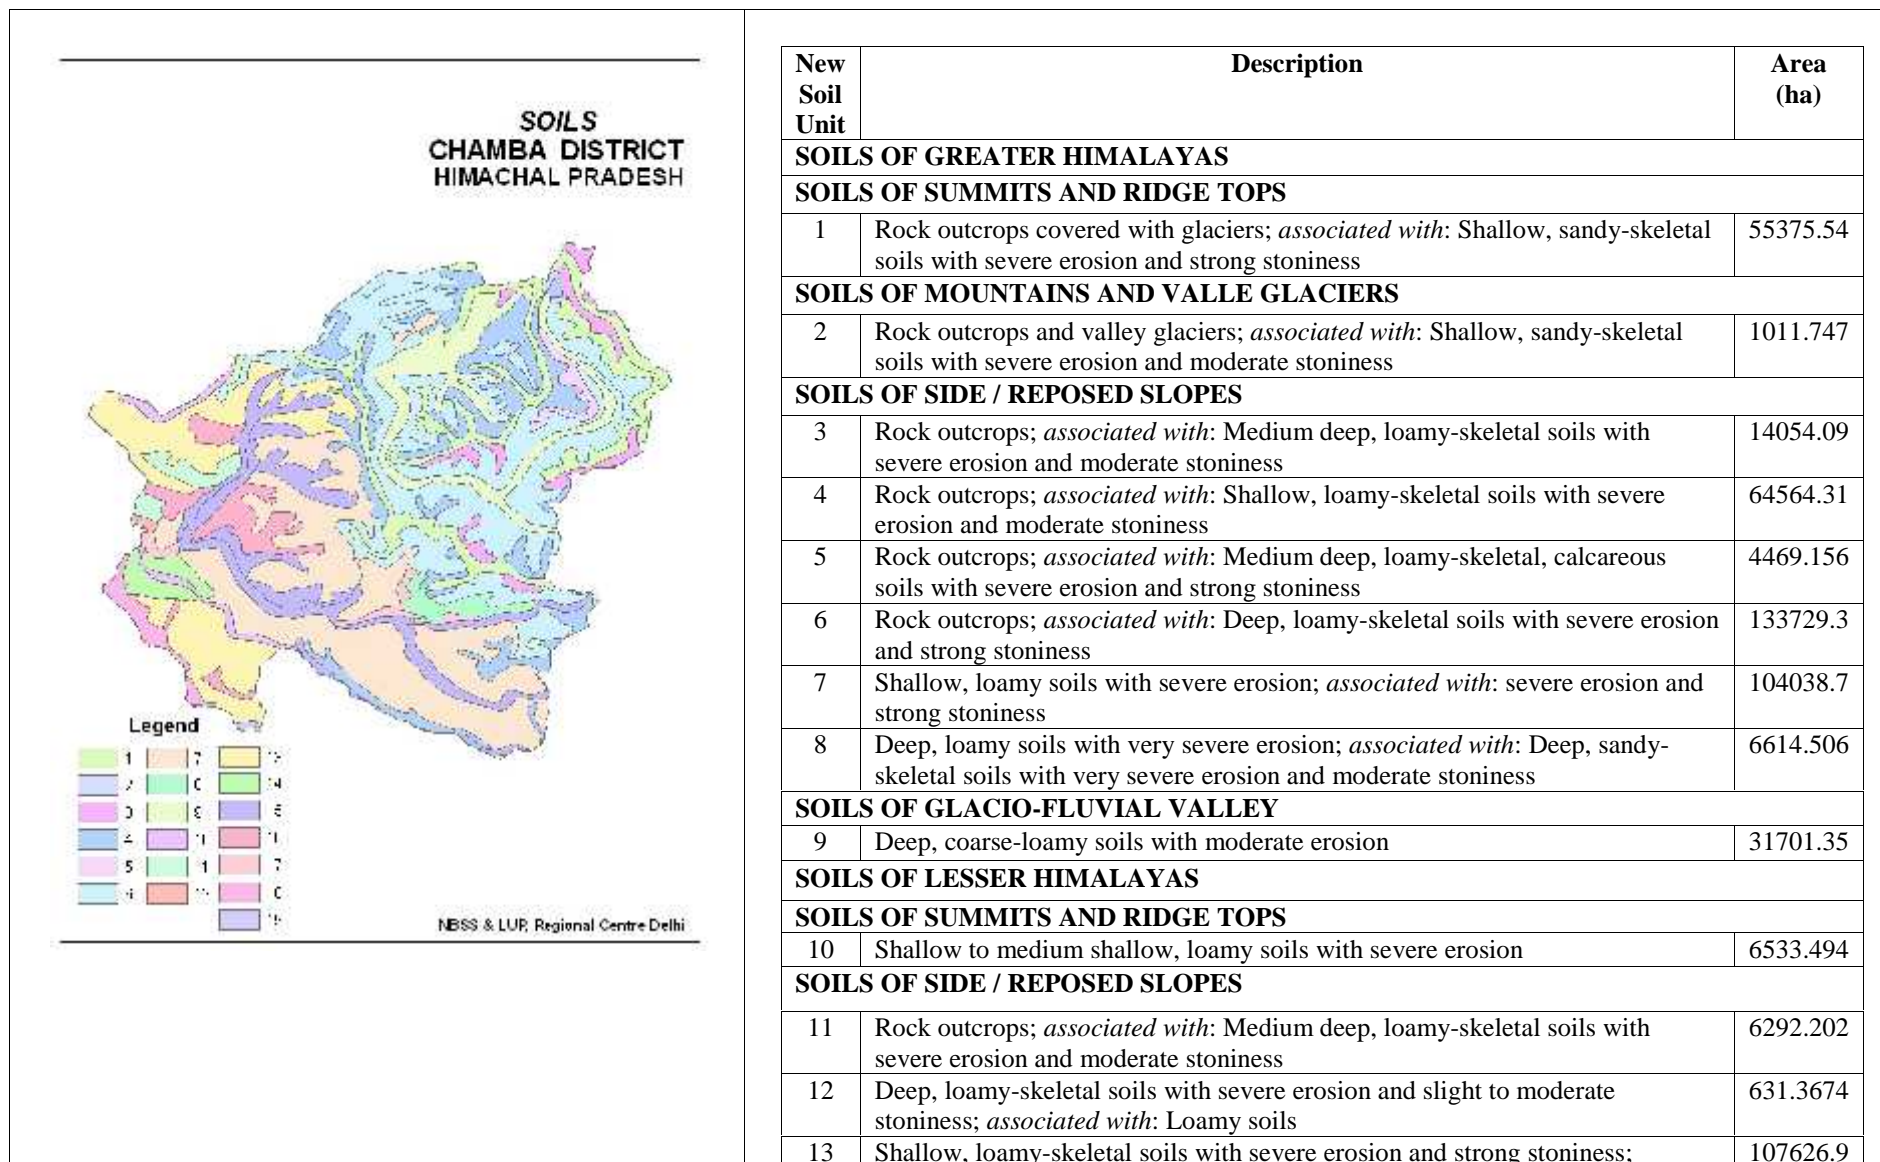 SOILS
CHAMBA DISTRICT
HIMACHAL PRADESH
Legend
1
7
2
3
4
14
5
9
11
7
6
NBSS & LUP, Regional Centre Delhi
New
Soil
Unit
Description
Area
(ha)
SOILS OF GREATER HIMALAYAS
SOILS OF SUMMITS AND RIDGE TOPS
1 Rock outcrops covered with glaciers; associated with: Shallow, sandy-skeletal 55375.54
soils with severe erosion and strong stoniness
SOILS OF MOUNTAINS AND VALLE GLACIERS
2 Rock outcrops and valley glaciers; associated with: Shallow, sandy-skeletal 1011.747
soils with severe erosion and moderate stoniness
SOILS OF SIDE / REPOSED SLOPES
3 Rock outcrops; associated with: Medium deep, loamy-skeletal soils with 14054.09
severe erosion and moderate stoniness
4 Rock outcrops; associated with: Shallow, loamy-skeletal soils with severe 64564.31
erosion and moderate stoniness
5 Rock outcrops; associated with: Medium deep, loamy-skeletal, calcareous 4469.156
soils with severe erosion and strong stoniness
6 Rock outcrops; associated with: Deep, loamy-skeletal soils with severe erosion 133729.3
and strong stoniness
7 Shallow, loamy soils with severe erosion; associated with: severe erosion and 104038.7
strong stoniness
8 Deep, loamy soils with very severe erosion; associated with: Deep, sandy- 6614.506
skeletal soils with very severe erosion and moderate stoniness
SOILS OF GLACIO-FLUVIAL VALLEY
9 Deep, coarse-loamy soils with moderate erosion 31701.35
SOILS OF LESSER HIMALAYAS
SOILS OF SUMMITS AND RIDGE TOPS
10 Shallow to medium shallow, loamy soils with severe erosion 6533.494
SOILS OF SIDE / REPOSED SLOPES
11 Rock outcrops; associated with: Medium deep, loamy-skeletal soils with 6292.202
severe erosion and moderate stoniness
12 Deep, loamy-skeletal soils with severe erosion and slight to moderate 631.3674
stoniness; associated with: Loamy soils
13 Shallow, loamy-skeletal soils with severe erosion and strong stoniness; 107626.9